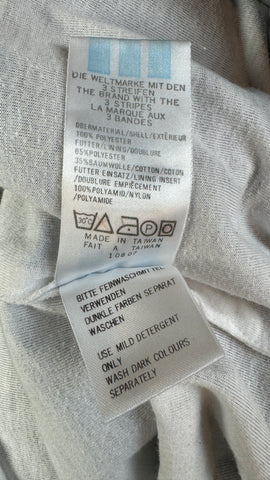 DIE WELTMARKE MIT DEN
3 STREIFEN
THE BRAND WITH THE
3 STRIPES
LA MARQUE AUX
3 BANDES
OBERMATERIAL/SHELL/EXTÉRIEUR
100% POLYESTER
FUTTER/LINING/DOUBLURE
65%POLYESTER
35%BAUMWOLLE/COTTON/COTON
FUTTER EINSATZ/LINING INSERT
/DOUBLURE EMPIÈCEMENT
100%POLYAMID/NYLON
/POLYAMIDE
30°C P
MADE IN TAIWAN
FAIT À TAIWAN
10807
BITTE FEINWASCHMITTEL
VERWENDEN
DUNKLE FARBEN SEPARAT
WASCHEN
USE MILD DETERGENT
ONLY
WASH DARK COLOURS
SEPARATELY